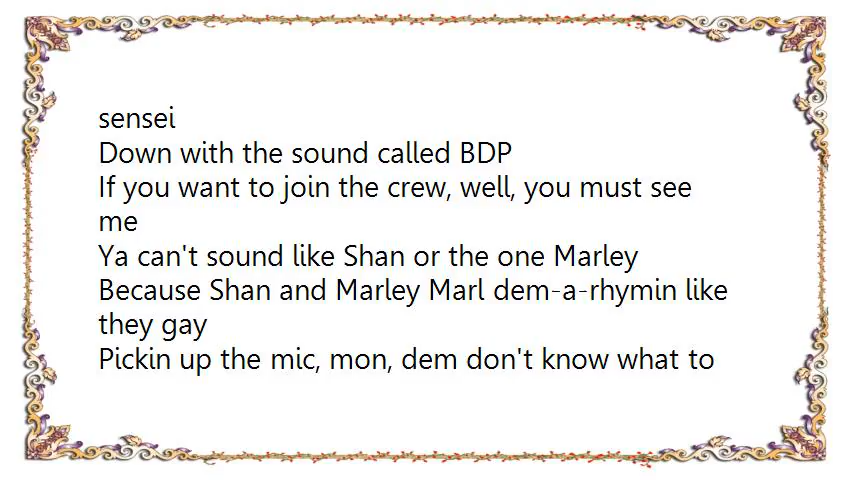 sensei
Down with the sound called BDP
If you want to join the crew, well, you must see
me
Ya can't sound like Shan or the one Marley
Because Shan and Marley Marl dem-a-rhymin like
they gay
Pickin up the mic, mon, dem don't know what to